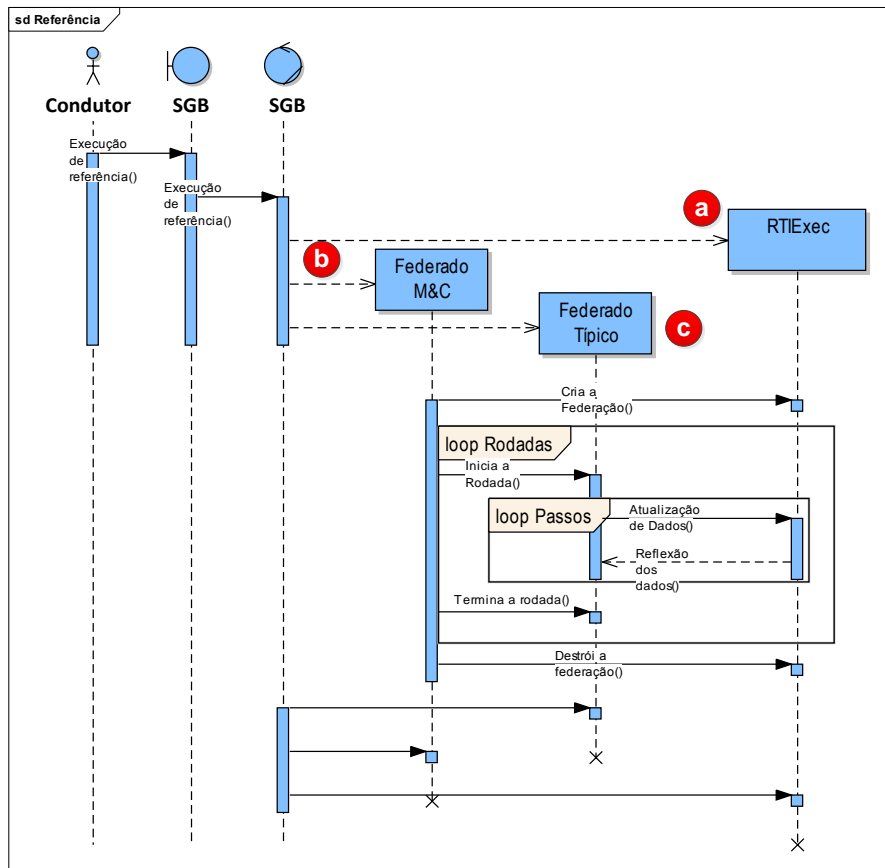 sd Referência
Condutor
SGB
SGB
Execução
de
referência()
Execução
de
referência()
a
RTIExec
b
Federado
M&C
Federado
Típico
c
Cria a
Federação()
loop Rodadas
Inicia a
Rodada()
loop Passos
Atualização
de Dados()
Reflexão
dos
dados()
Termina a rodada()
Destrói a
federação()